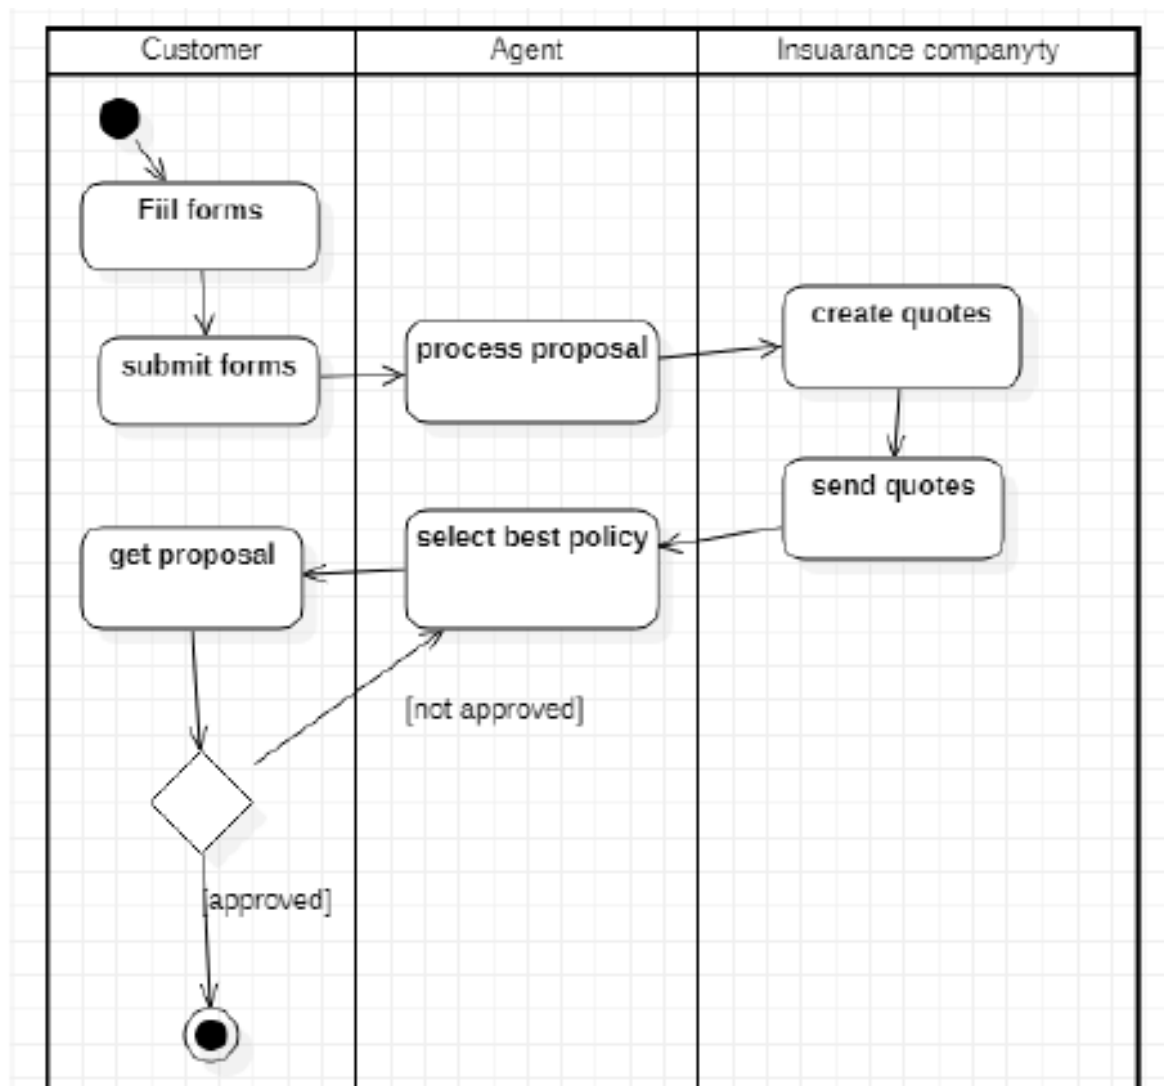 Customer
Agent
Insuarance companyty
Fiil forms
submit forms
process proposal
create quotes
send quotes
select best policy
get proposal
[not approved]
[approved]